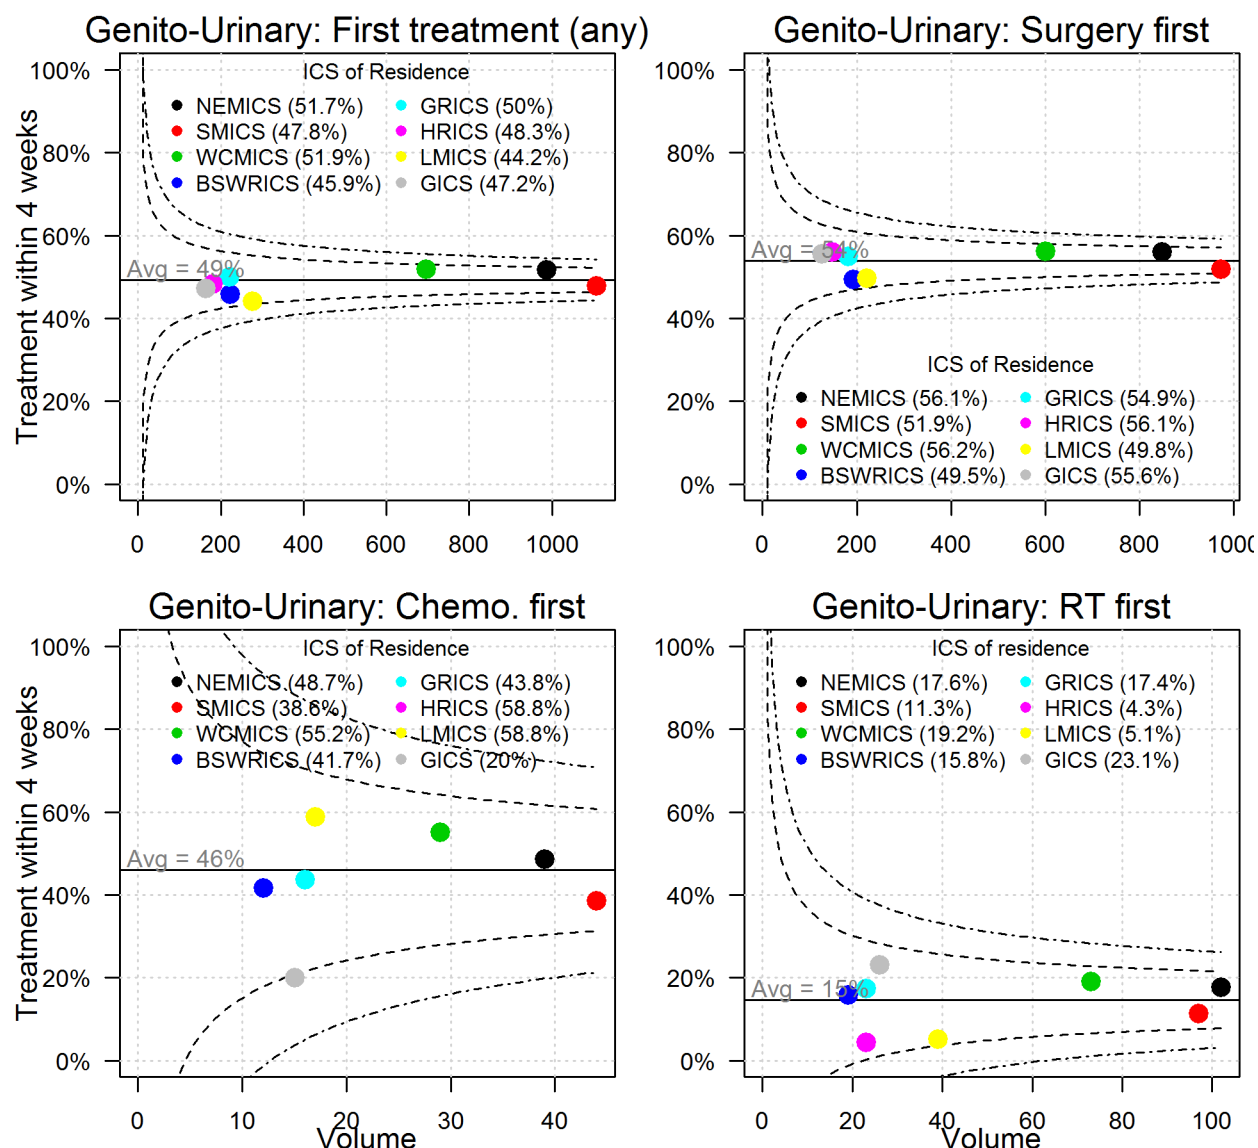 Genito-Urinary: First treatment (any)
Treatment within 4 weeks
100%
80%
60%
40%
20%
0%
ICS of Residence
NEMICS (51.7%)
SMICS (47.8%)
WCMICS (51.9%)
BSWRICS (45.9%)
GRICS (50%)
HRICS (48.3%)
LMICS (44.2%)
GICS (47.2%)
Avg = 49%
0 200 400 600 800 1000
Genito-Urinary: Surgery first
100%
80%
60%
40%
20%
0%
Avg = 54%
ICS of Residence
NEMICS (56.1%)
SMICS (51.9%)
WCMICS (56.2%)
BSWRICS (49.5%)
GRICS (54.9%)
HRICS (56.1%)
LMICS (49.8%)
GICS (55.6%)
0 200 400 600 800 1000
Genito-Urinary: Chemo. first
Treatment within 4 weeks
100%
80%
60%
40%
20%
0%
ICS of Residence
NEMICS (48.7%)
SMICS (38.6%)
WCMICS (55.2%)
BSWRICS (41.7%)
GRICS (43.8%)
HRICS (58.8%)
LMICS (58.8%)
GICS (20%)
Avg = 46%
0 10 20 30 40
Volume
Genito-Urinary: RT first
100%
80%
60%
40%
20%
0%
ICS of residence
NEMICS (17.6%)
SMICS (11.3%)
WCMICS (19.2%)
BSWRICS (15.8%)
GRICS (17.4%)
HRICS (4.3%)
LMICS (5.1%)
GICS (23.1%)
Avg = 15%
0 20 40 60 80 100
Volume